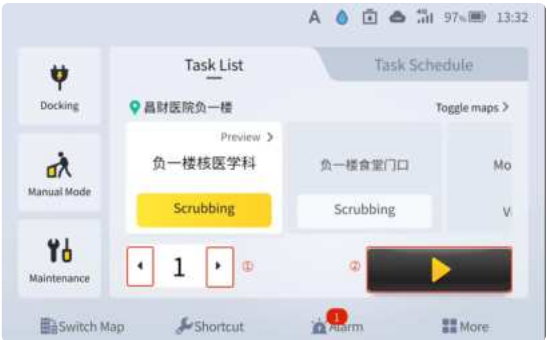 A 4G 97% 13:32
Task List
Task Schedule
Docking
昌财医院负一楼
Toggle maps >
Preview >
负一楼核医学科
负一楼食堂门口
Mo
Manual Mode
Scrubbing
Scrubbing
V
Maintenance
1
①
②
Switch Map
Shortcut
1
Alarm
More